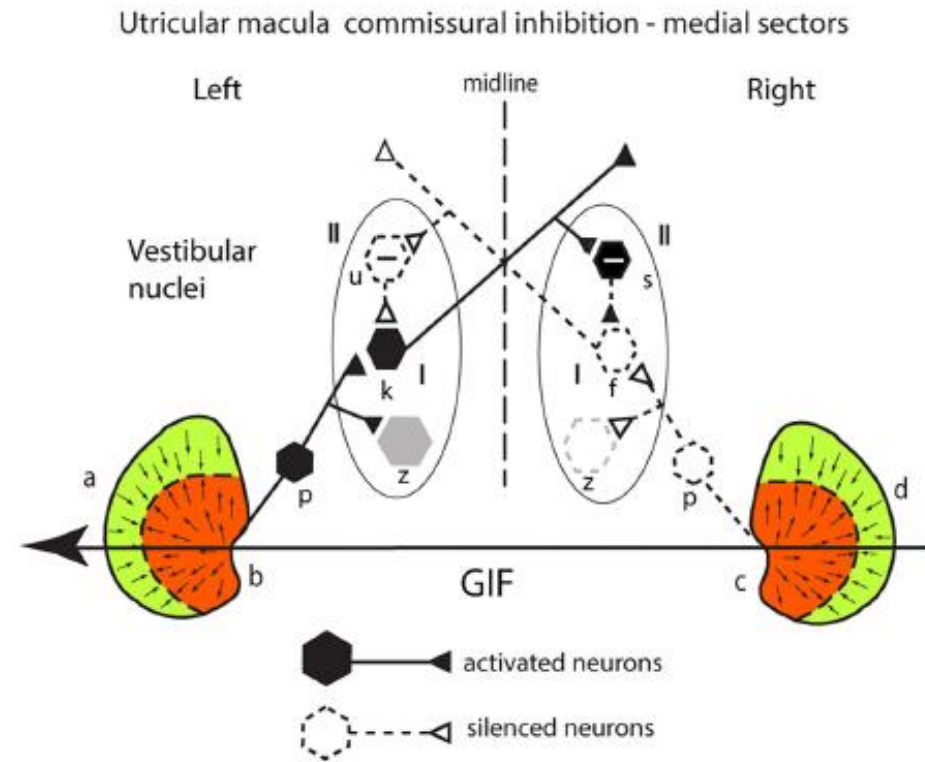 Utricular macula commissural inhibition - medial sectors
Left
midline
Right
II
II
Vestibular
nuclei
u
s
I
I
k
f
a
z
z
d
p
p
b
c
GIF
activated neurons
silenced neurons